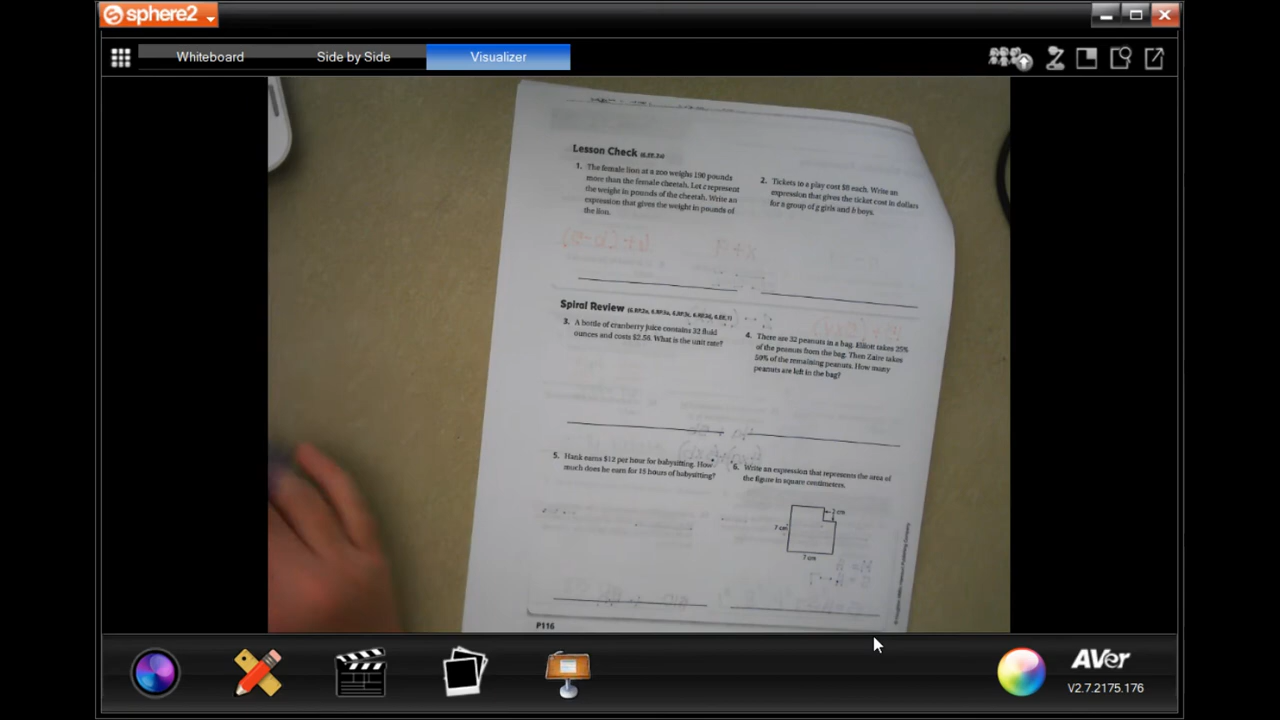 sphere2
Whiteboard
Side by Side
Visualizer
Lesson Check
1. The female lion at a zoo weighs 190 pounds
more than the female cheetah. Let c represent
the weight in pounds of the cheetah. Write an
expression that gives the weight in pounds of
the lion.
2. Tickets to a play cost $8 each. Write an
expression that gives the ticket cost in dollars
for a group of g girls and b boys.
Spiral Review
3. A bottle of cranberry juice contains 32 fluid
ounces and costs $2.56. What is the unit rate?
4. There are 32 peanuts in a bag. Elliott takes 25%
of the peanuts from the bag. Then Zaire takes
50% of the remaining peanuts. How many
peanuts are left in the bag?
5. Hank earns $12 per hour for babysitting. How
much does he earn for 15 hours of babysitting?
6. Write an expression that represents the area of
the figure in square centimeters.
2 cm
7 cm
7 cm
P116
AVer
V2.7.2175.176